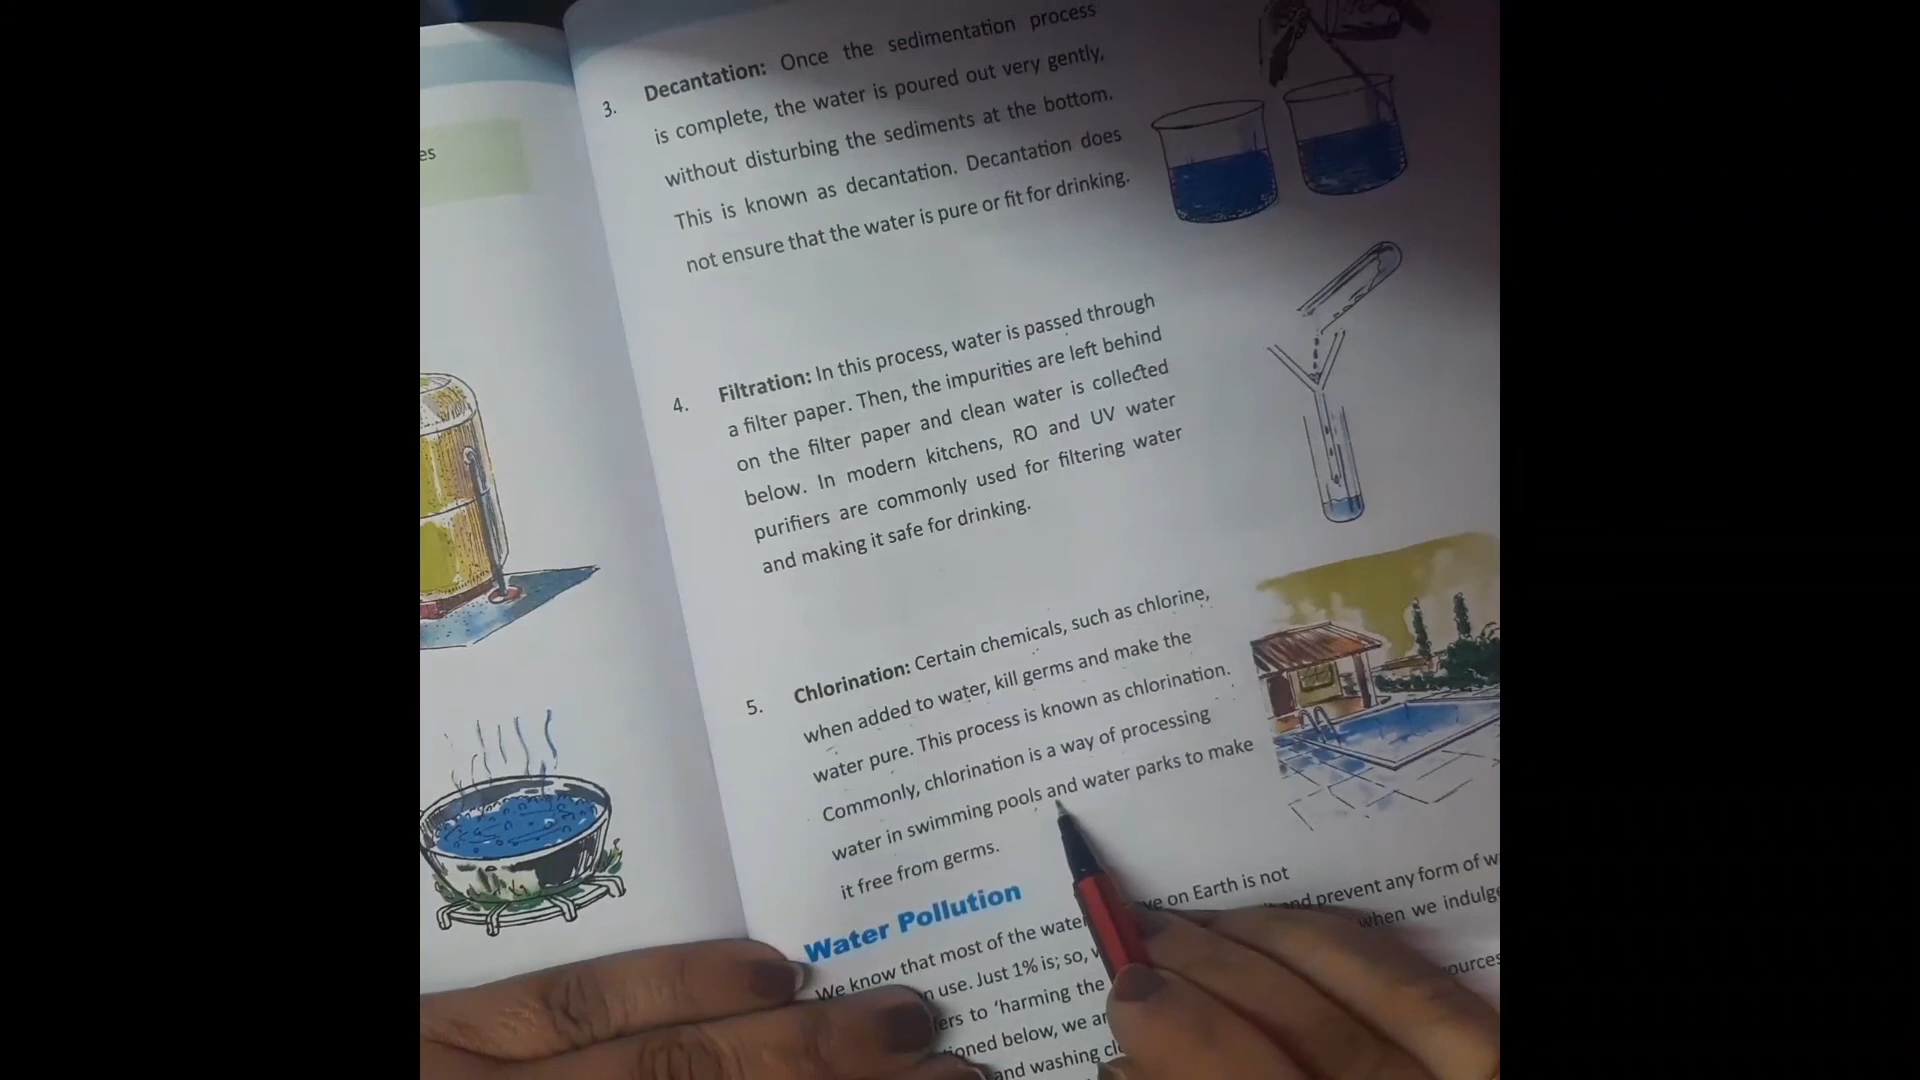 es
3. Decantation: Once the sedimentation process
is complete, the water is poured out very gently,
without disturbing the sediments at the bottom.
This is known as decantation. Decantation does
not ensure that the water is pure or fit for drinking.
4. Filtration: In this process, water is passed through
a filter paper. Then, the impurities are left behind
on the filter paper and clean water is collected
below. In modern kitchens, RO and UV water
purifiers are commonly used for filtering water
and making it safe for drinking.
5. Chlorination: Certain chemicals, such as chlorine,
when added to water, kill germs and make the
water pure. This process is known as chlorination.
Commonly, chlorination is a way of processing
water in swimming pools and water parks to make
it free from germs.
Water Pollution
We know that most of the water ve on Earth is not
n use. Just 1% is; so, and prevent any form of w
fers to ‘harming the when we indulge
tioned below, we ar ources
and washing cl